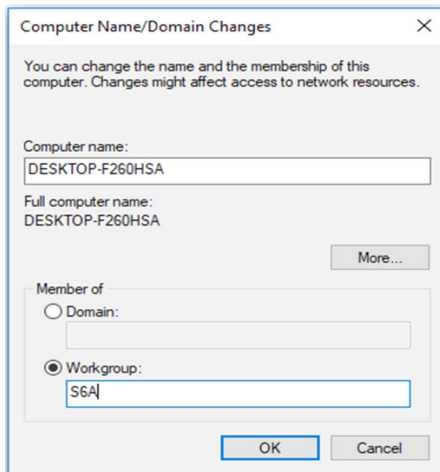 Computer Name/Domain Changes
You can change the name and the membership of this
computer. Changes might affect access to network resources.
Computer name:
DESKTOP-F260HSA
Full computer name:
DESKTOP-F260HSA
More...
Member of
Domain:
Workgroup:
S6A
OK
Cancel